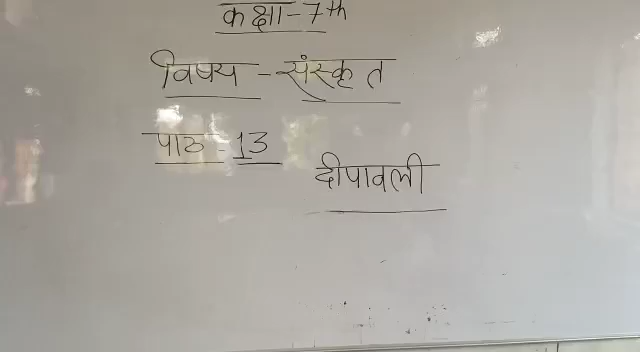 कक्षा - 7th
विषय - संस्कृत
पाठ - 13
दीपावली